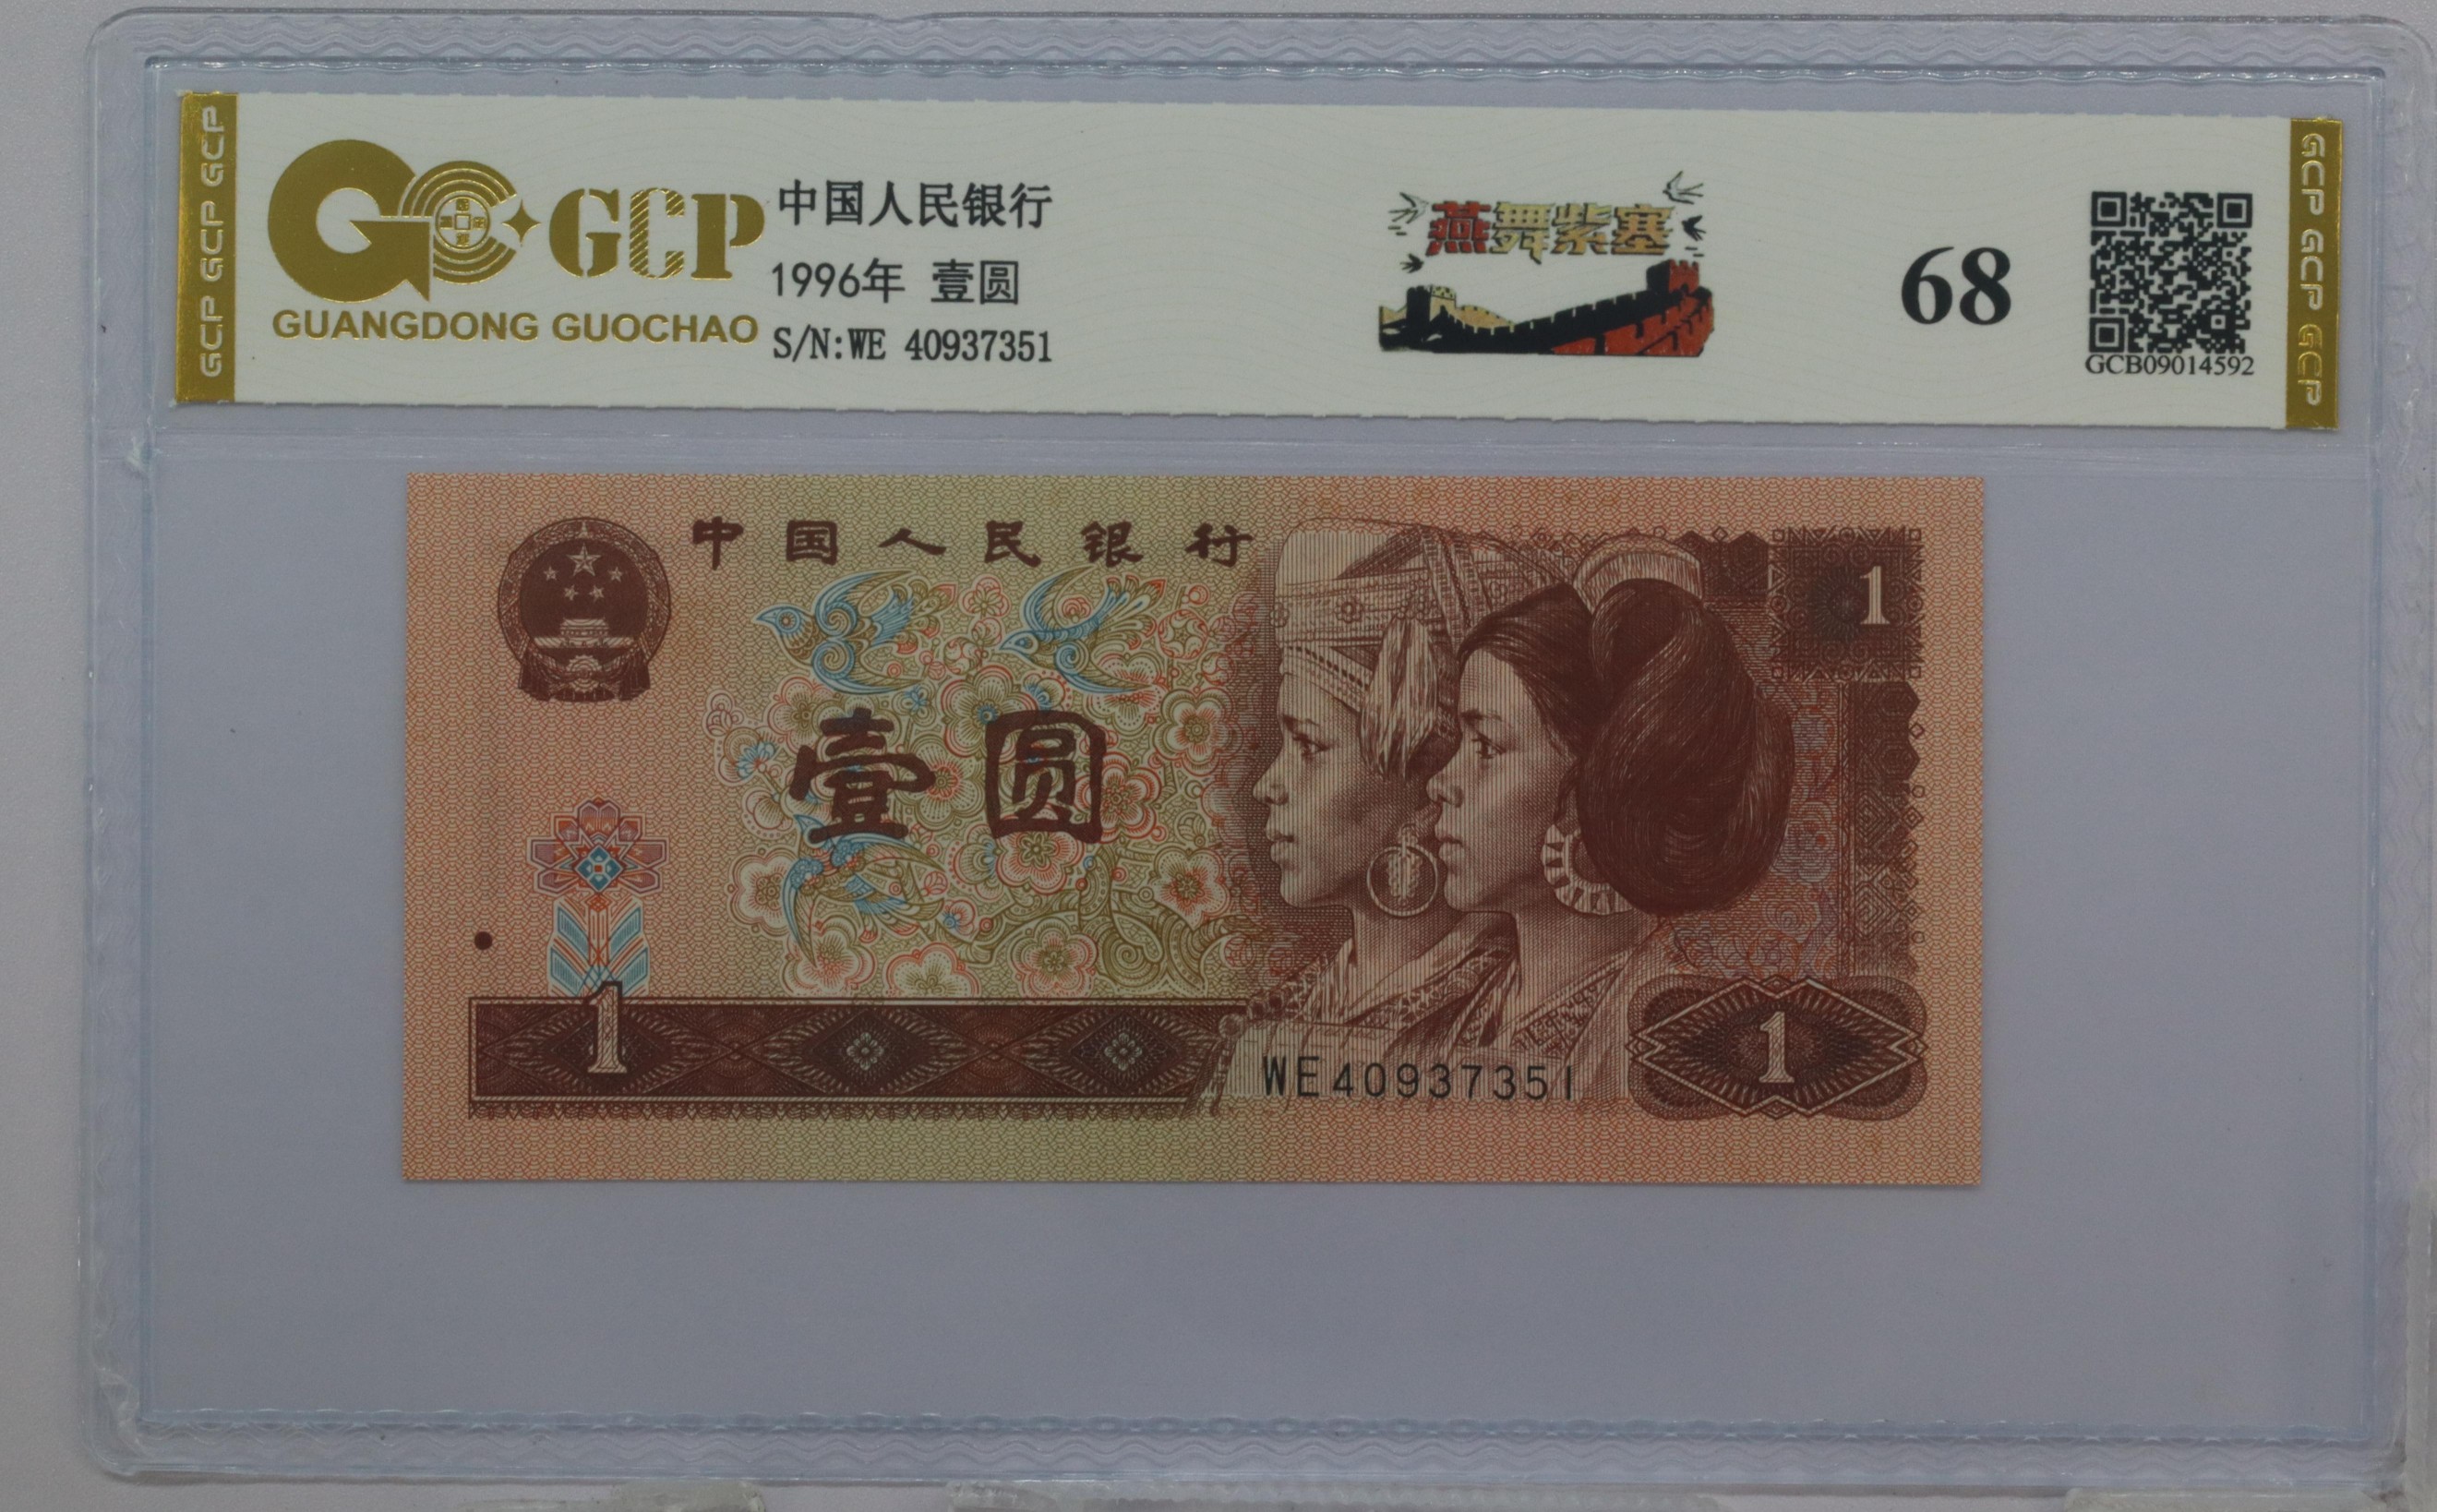 GCP GCP GCP
GCP
GUANGDONG GUOCHAO
中国人民银行
1996年 壹圆
S/N:WE 40937351
燕舞紫塞
68
GCB09014592
GCP GCP GCP
中国人民银行
1
壹圆
1
WE40937351
1